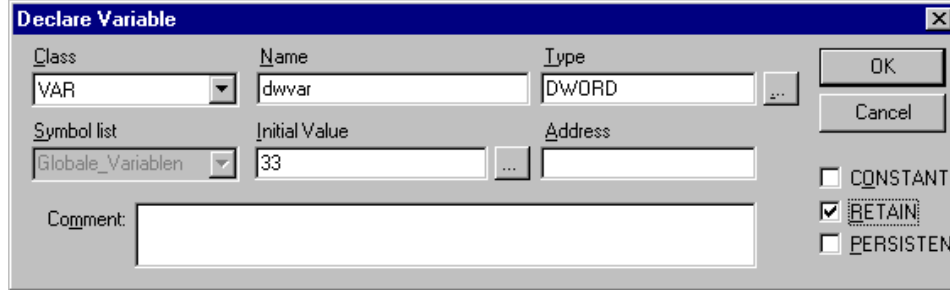 Declare Variable
Class Name Type
VAR dwvar DWORD ... OK
Cancel
Symbol list Initial Value Address
Globale_Variablen 33 ...
CONSTANT
Comment: RETAIN
PERSISTEN